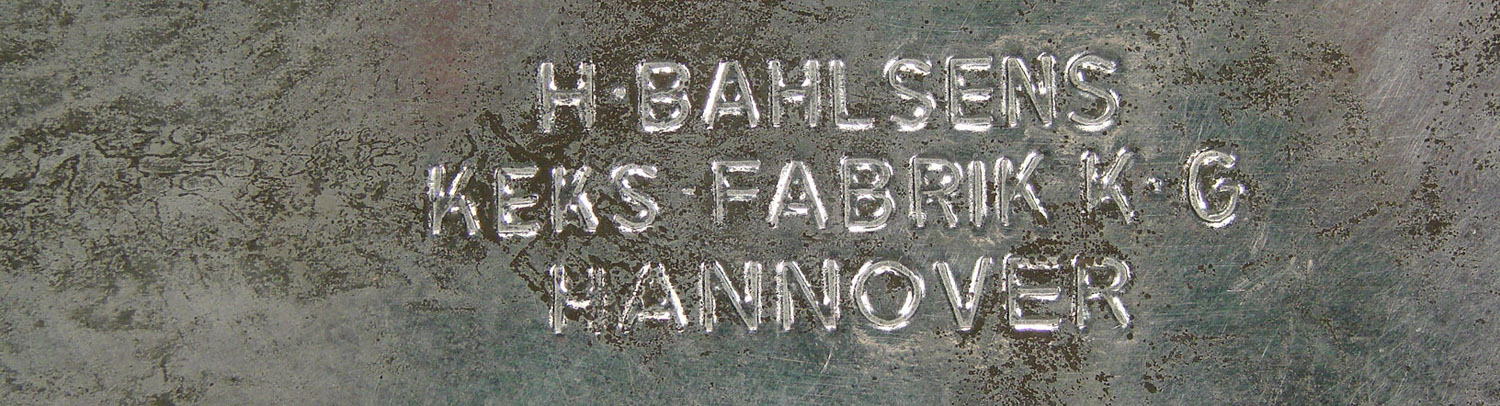 H·BAHLSENS
KEKS-FABRIK K·G
HANNOVER